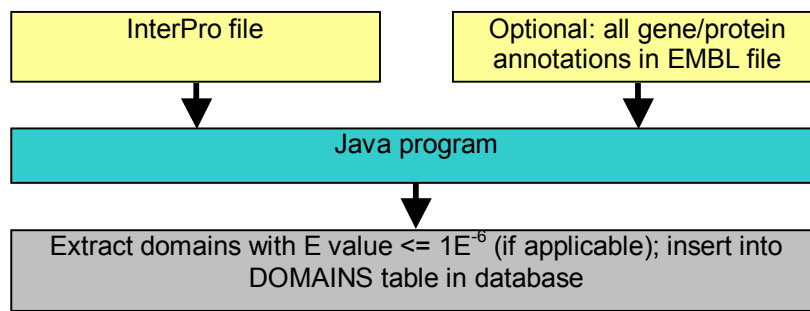 InterPro file
Optional: all gene/protein
annotations in EMBL file
Java program
Extract domains with E value <= 1E⁻⁶ (if applicable); insert into
DOMAINS table in database